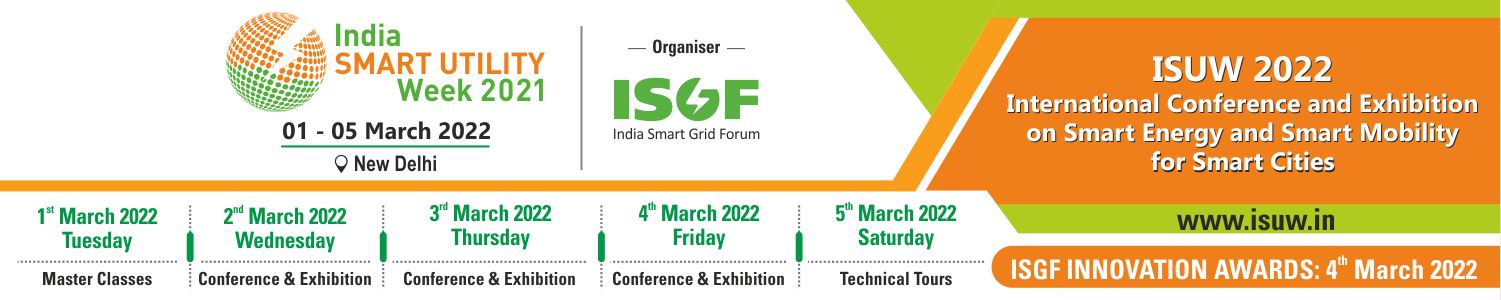 India
SMART UTILITY
Week 2021
01 - 05 March 2022
New Delhi
Organiser
ISGF
India Smart Grid Forum
ISUW 2022
International Conference and Exhibition
on Smart Energy and Smart Mobility
for Smart Cities
www.isuw.in
ISGF INNOVATION AWARDS: 4th March 2022
1st March 2022
Tuesday
Master Classes
2nd March 2022
Wednesday
Conference & Exhibition
3rd March 2022
Thursday
Conference & Exhibition
4th March 2022
Friday
Conference & Exhibition
5th March 2022
Saturday
Technical Tours